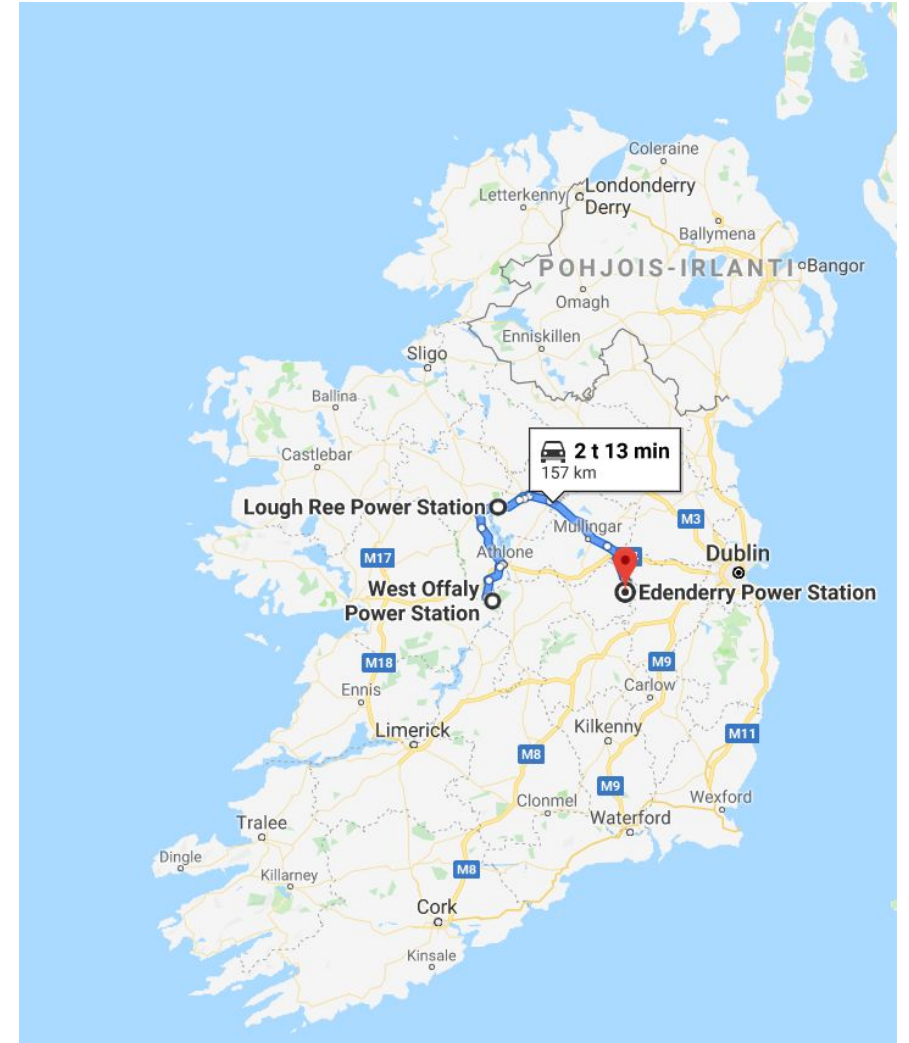 Coleraine
Londonderry
Derry
Letterkenny
Ballymena
POHJOIS-IRLANTI
Bangor
Omagh
Enniskillen
Sligo
Ballina
Castlebar
2 t 13 min
157 km
Lough Ree Power Station
M3
Mullingar
Athlone
Dublin
M17
West Offaly
Power Station
Edenderry Power Station
M18
M9
Ennis
Carlow
Limerick
Kilkenny
M11
M8
M9
Clonmel
Wexford
Waterford
Tralee
Dingle
M8
Killarney
Cork
Kinsale